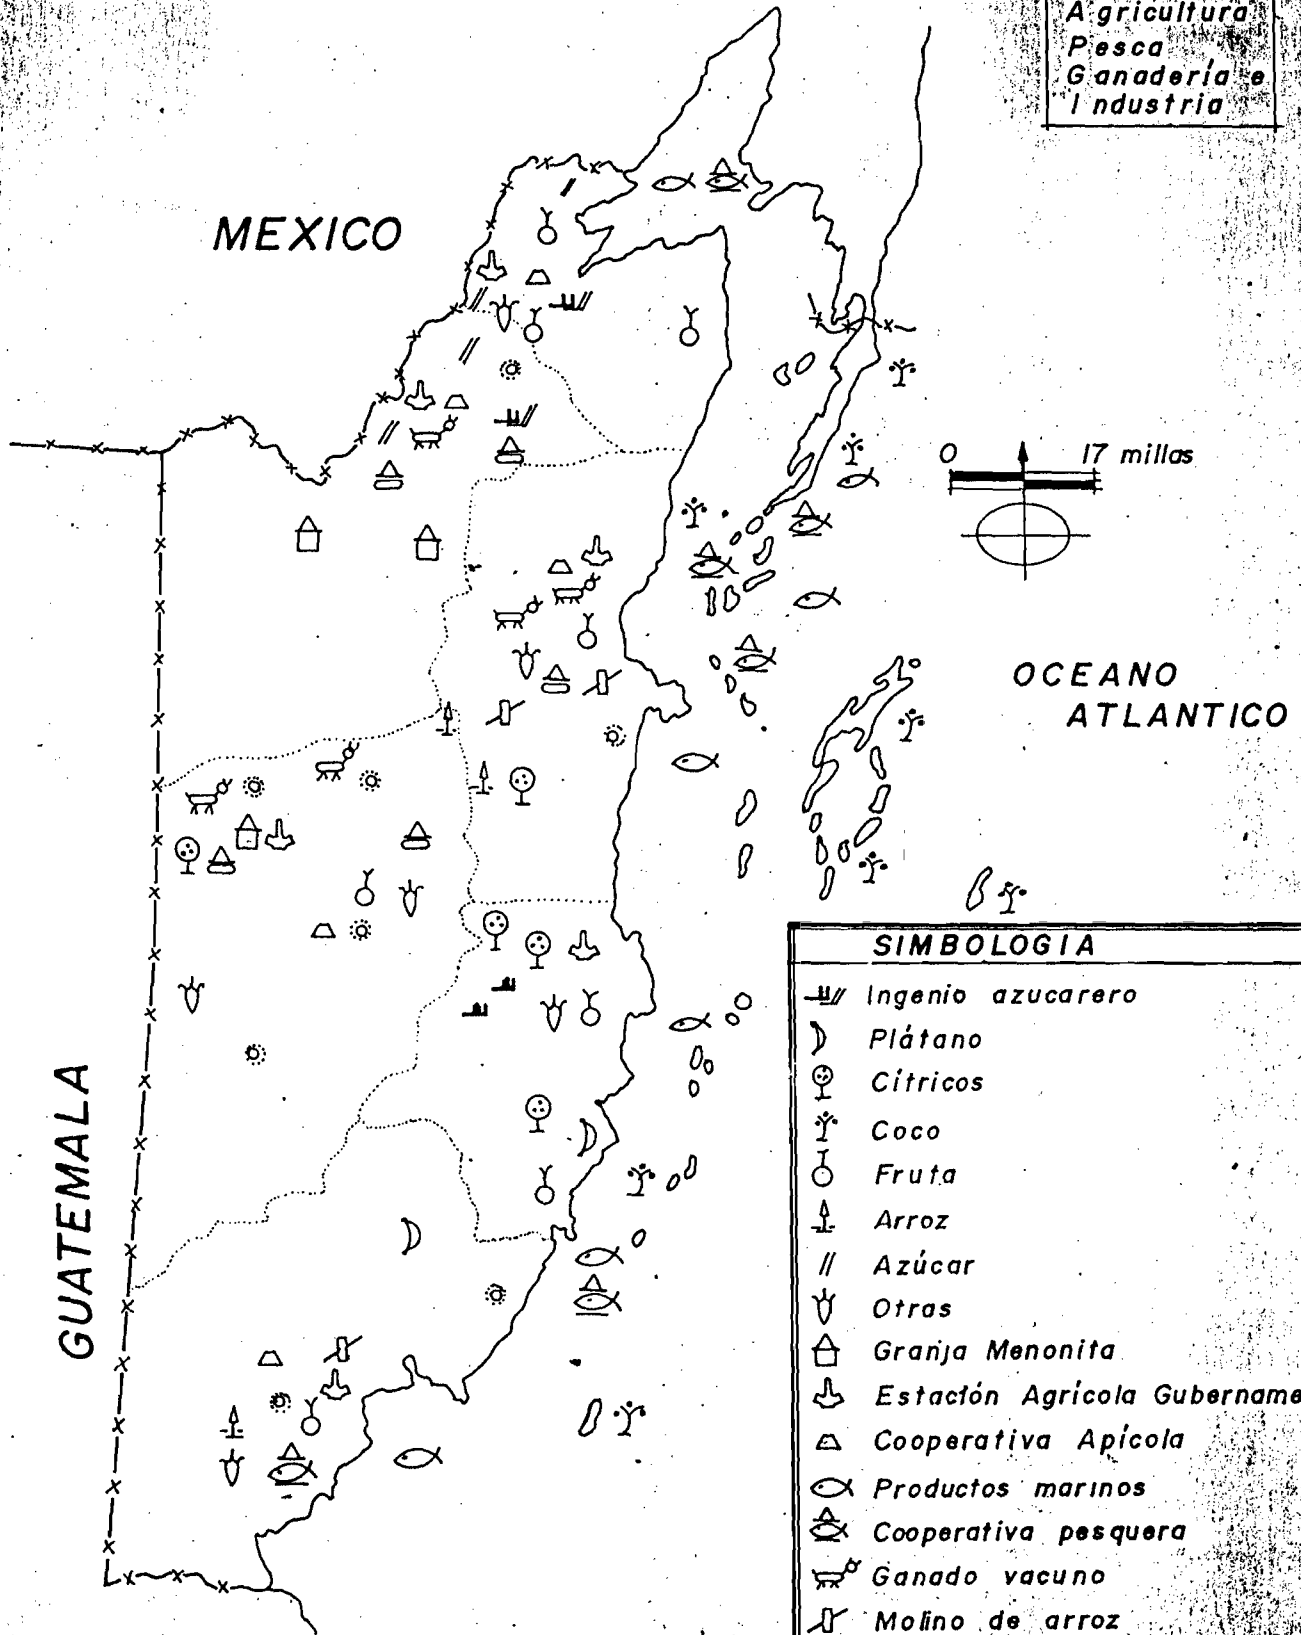 Agricultura
Pesca
Ganadería e
Industria
MEXICO
0 17 millas
OCEANO
ATLANTICO
GUATEMALA
SIMBOLOGIA
Ingenio azucarero
Plátano
Cítricos
Coco
Fruta
Arroz
Azúcar
Otras
Granja Menonita
Estación Agrícola Gubername
Cooperativa Apícola
Productos marinos
Cooperativa pesquera
Ganado vacuno
Molino de arroz